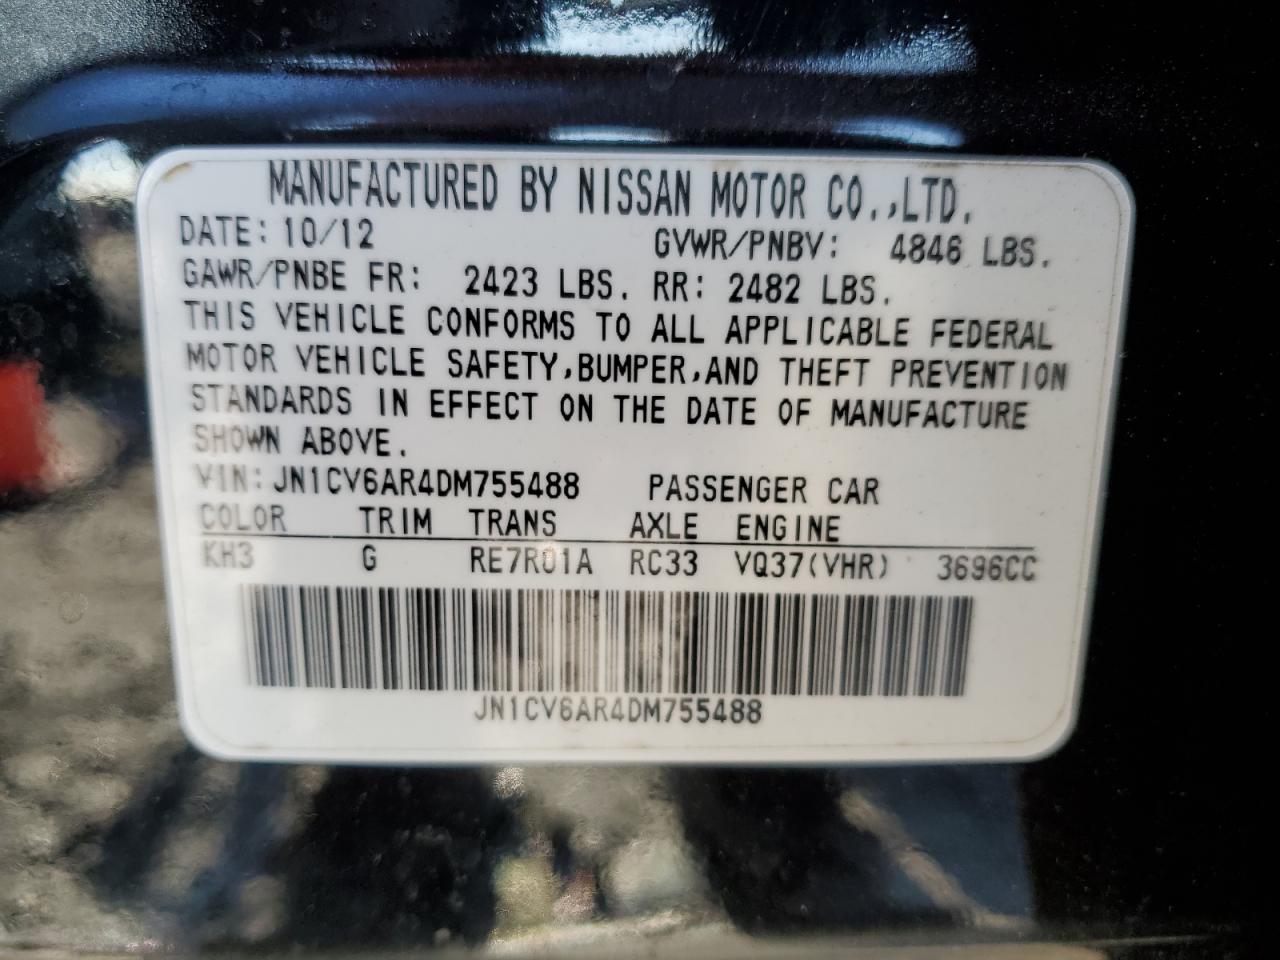 MANUFACTURED BY NISSAN MOTOR CO.,LTD.
DATE: 10/12 GVWR/PNBV: 4846 LBS.
GAWR/PNBE FR: 2423 LBS. RR: 2482 LBS.
THIS VEHICLE CONFORMS TO ALL APPLICABLE FEDERAL
MOTOR VEHICLE SAFETY,BUMPER,AND THEFT PREVENTION
STANDARDS IN EFFECT ON THE DATE OF MANUFACTURE
SHOWN ABOVE.
VIN: JN1CV6AR4DM755488 PASSENGER CAR
COLOR TRIM TRANS AXLE ENGINE
KH3 G RE7R01A RC33 VQ37(VHR) 3696CC
JN1CV6AR4DM755488